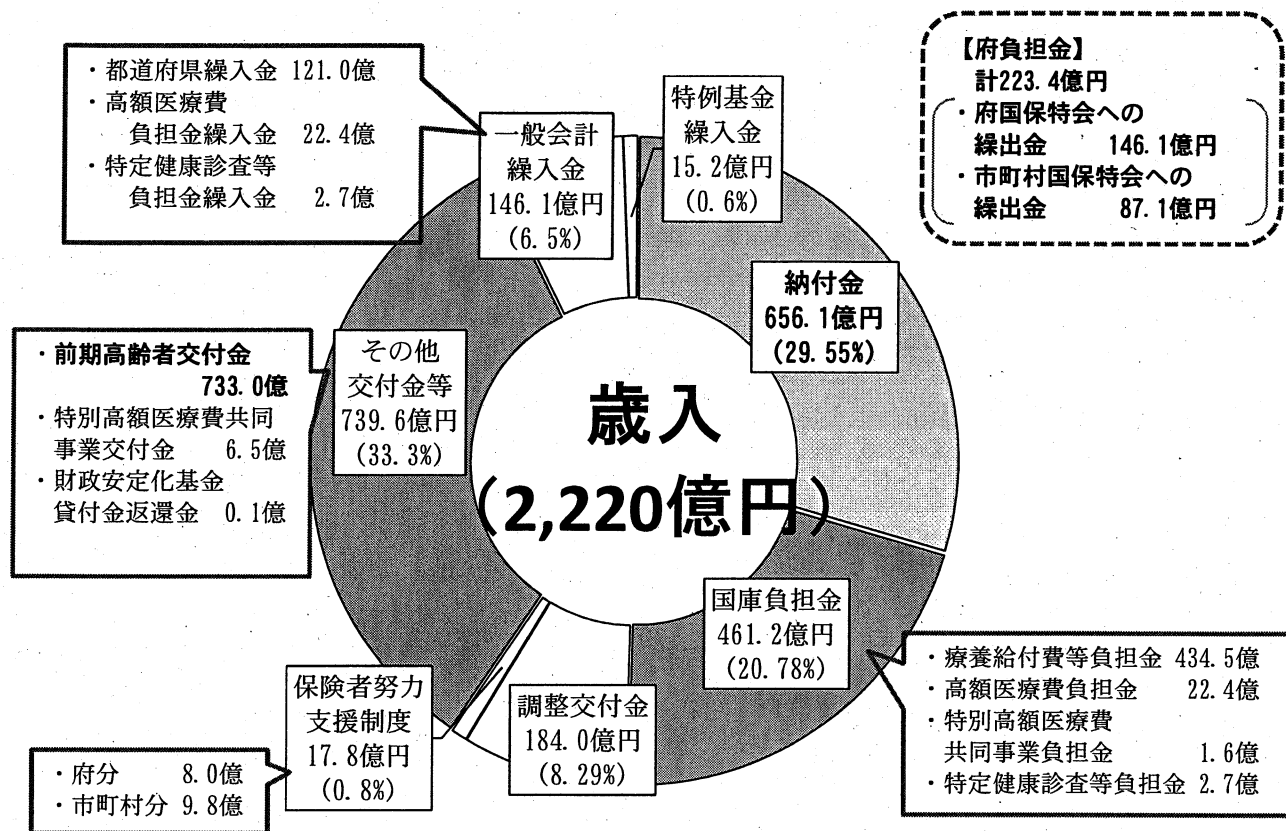 ・都道府県繰入金 121.0億
・高額医療費
負担金繰入金 22.4億
・特定健康診査等
負担金繰入金 2.7億
一般会計
繰入金
146.1億円
(6.5%)
特例基金
繰入金
15.2億円
(0.6%)
【府負担金】
計223.4億円
・府国保特会への
繰出金 146.1億円
・市町村国保特会への
繰出金 87.1億円
納付金
656.1億円
(29.55%)
・前期高齢者交付金
733.0億
・特別高額医療費共同
事業交付金 6.5億
・財政安定化基金
貸付金返還金 0.1億
その他
交付金等
739.6億円
(33.3%)
歳入
(2,220億円)
国庫負担金
461.2億円
(20.78%)
・療養給付費等負担金 434.5億
・高額医療費負担金 22.4億
・特別高額医療費
共同事業負担金 1.6億
・特定健康診査等負担金 2.7億
調整交付金
184.0億円
(8.29%)
保険者努力
支援制度
17.8億円
(0.8%)
・府分 8.0億
・市町村分 9.8億